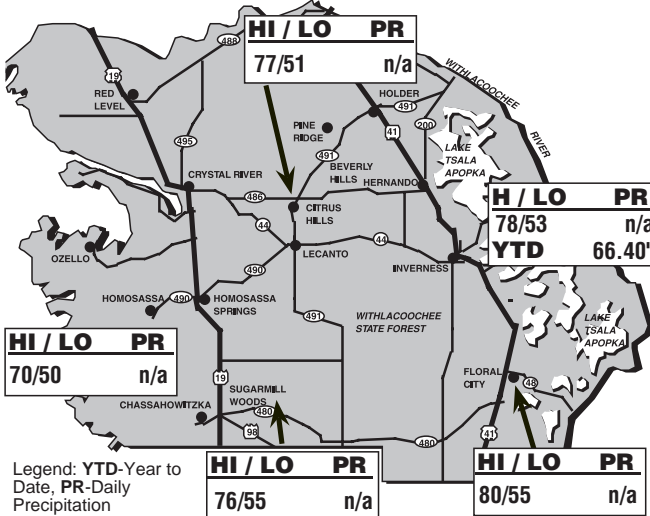 HI / LO PR
77/51 n/a
488
19
RED
LEVEL
HOLDER
491
WITHLACOOCHEE
RIVER
PINE
RIDGE
41
200
495
LAKE
TSALA
APOPKA
491
BEVERLY
HILLS
CRYSTAL RIVER
HERNANDO
486
CITRUS
HILLS
H / LO PR
78/53 n/a
YTD 66.40"
44
44
OZELLO
LECANTO
INVERNESS
490
HOMOSASSA
490
HOMOSASSA
SPRINGS
491
WITHLACOOCHEE
STATE FOREST
LAKE
TSALA
APOPKA
HI / LO PR
70/50 n/a
19
SUGARMILL
WOODS
FLORAL
CITY
48
CHASSAHOWITZKA
480
98
480
41
Legend: YTD-Year to
Date, PR-Daily
Precipitation
HI / LO PR
76/55 n/a
HI / LO PR
80/55 n/a